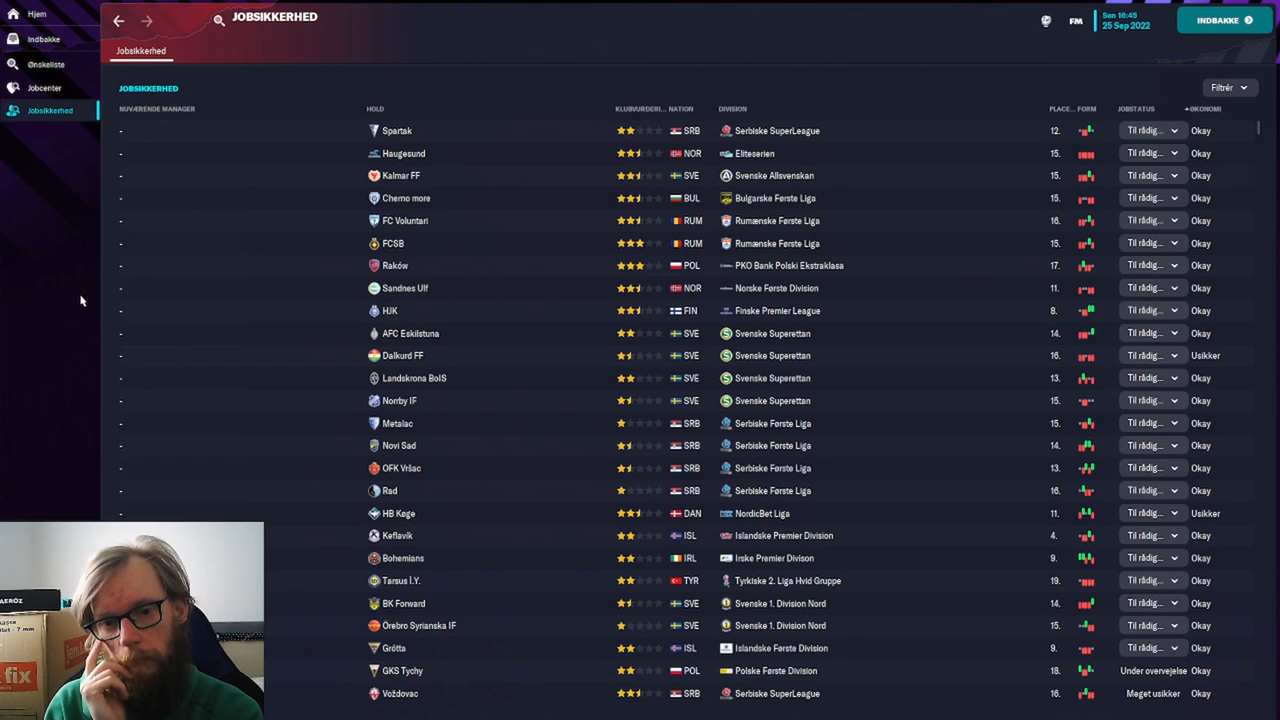 Hjem
Indbakke
Ønskeliste
Jobcenter
Jobsikkerhed
JOBSIKKERHED
FM
Søn 16:45
25 Sep 2022
INDBAKKE
Jobsikkerhed
JOBSIKKERHED
Filtrér
NUVÆRENDE MANAGER HOLD KLUBVURDERI... NATION DIVISION PLACE... FORM JOBSTATUS ØKONOMI
- Spartak SRB Serbiske SuperLeague 12. Til rådig... Okay
- Haugesund NOR Eliteserien 15. Til rådig... Okay
- Kalmar FF SVE Svenske Allsvenskan 15. Til rådig... Okay
- Cherno more BUL Bulgarske Første Liga 15. Til rådig... Okay
- FC Voluntari RUM Rumænske Første Liga 16. Til rådig... Okay
- FCSB RUM Rumænske Første Liga 15. Til rådig... Okay
- Raków POL PKO Bank Polski Ekstraklasa 17. Til rådig... Okay
- Sandnes Ulf NOR Norske Første Division 11. Til rådig... Okay
- HJK FIN Finske Premier League 8. Til rådig... Okay
- AFC Eskilstuna SVE Svenske Superettan 14. Til rådig... Okay
- Dalkurd FF SVE Svenske Superettan 16. Til rådig... Usikker
- Landskrona BoIS SVE Svenske Superettan 13. Til rådig... Okay
- Norrby IF SVE Svenske Superettan 15. Til rådig... Okay
- Metalac SRB Serbiske Første Liga 15. Til rådig... Okay
- Novi Sad SRB Serbiske Første Liga 14. Til rådig... Okay
- OFK Vršac SRB Serbiske Første Liga 13. Til rådig... Okay
- Rad SRB Serbiske Første Liga 16. Til rådig... Okay
- HB Køge DAN NordicBet Liga 11. Til rådig... Usikker
- Keflavík ISL Islandske Premier Division 4. Til rådig... Okay
- Bohemians IRL Irske Premier Divison 9. Til rådig... Okay
- Tarsus İ.Y. TYR Tyrkiske 2. Liga Hvid Gruppe 19. Til rådig... Okay
- BK Forward SVE Svenske 1. Division Nord 14. Til rådig... Okay
- Örebro Syrianska IF SVE Svenske 1. Division Nord 15. Til rådig... Okay
- Grótta ISL Islandske Første Division 9. Til rådig... Okay
GKS Tychy POL Polske Første Division 18. Under overvejelse Okay
Voždovac SRB Serbiske SuperLeague 16. Meget usikker Okay